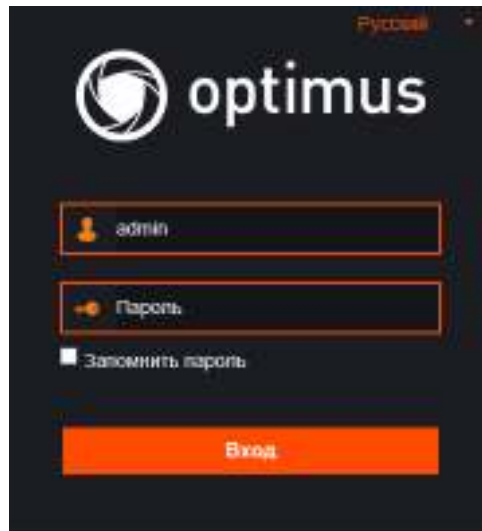 Русский
optimus
admin
Пароль
Запомнить пароль
Вход